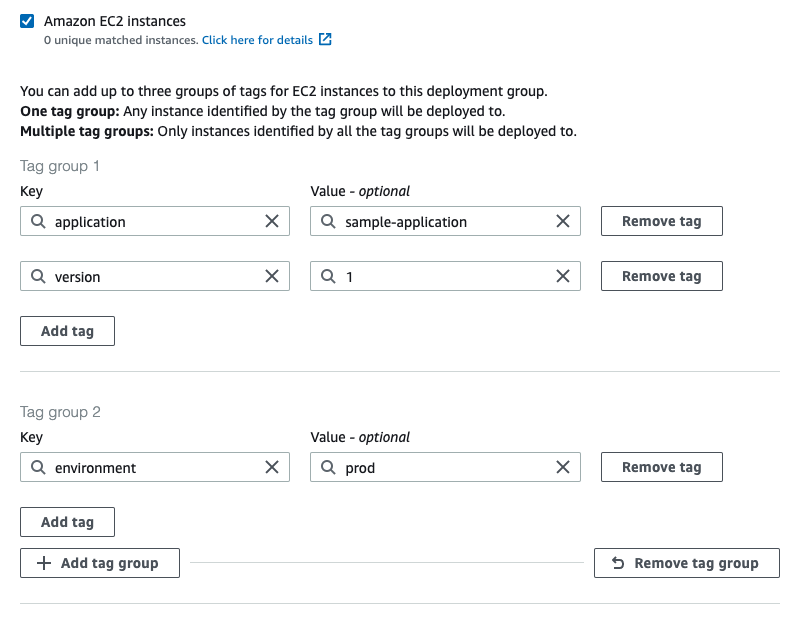 Amazon EC2 instances
0 unique matched instances. Click here for details
You can add up to three groups of tags for EC2 instances to this deployment group.
One tag group: Any instance identified by the tag group will be deployed to.
Multiple tag groups: Only instances identified by all the tag groups will be deployed to.
Tag group 1
Key Value - optional
application sample-application Remove tag
version 1 Remove tag
Add tag
Tag group 2
Key Value - optional
environment prod Remove tag
Add tag
Add tag group Remove tag group